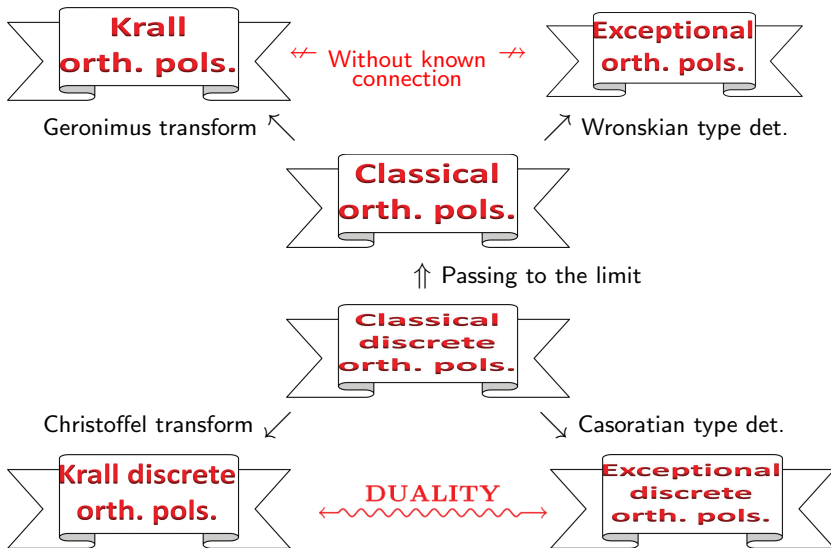 Krall
orth. pols.
Without known
connection
Exceptional
orth. pols.
Geronimus transform
Wronskian type det.
Classical
orth. pols.
Passing to the limit
Classical
discrete
orth. pols.
Christoffel transform
Casoratian type det.
Krall discrete
orth. pols.
DUALITY
Exceptional
discrete
orth. pols.